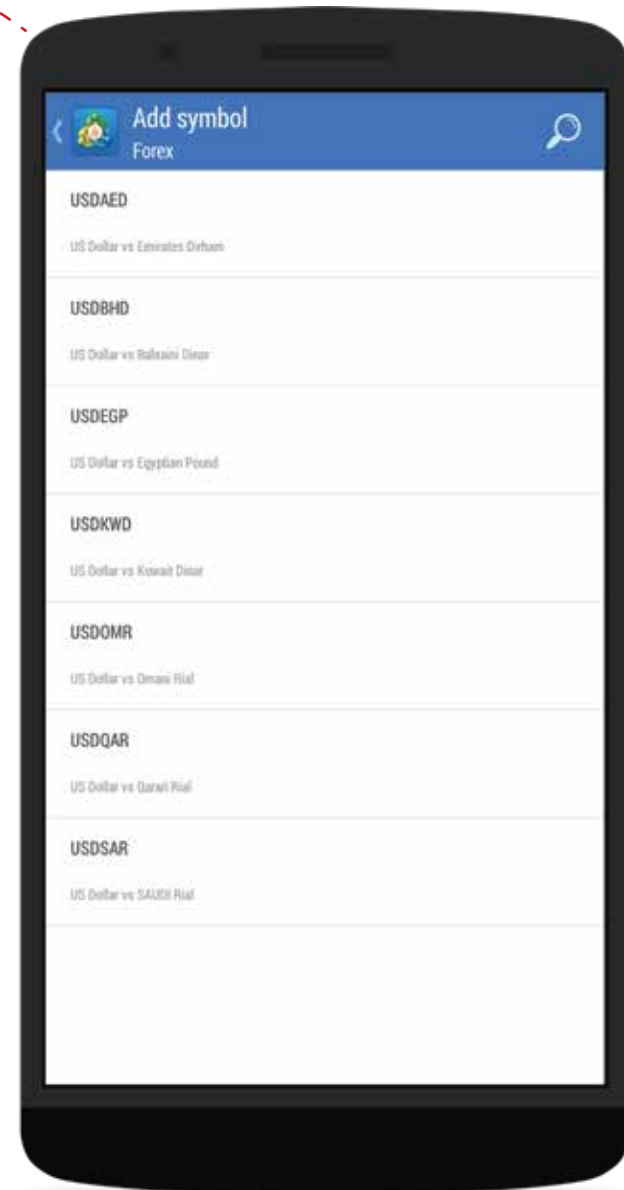 Add symbol
Forex
USDAED
US Dollar vs Emirates Dirham
USDBHD
US Dollar vs Bahraini Dinar
USDEGP
US Dollar vs Egyptian Pound
USDKWD
US Dollar vs Kuwait Dinar
USDOMR
US Dollar vs Omani Rial
USDQAR
US Dollar vs Rial
USDSAR
US Dollar vs SAUDI Rial